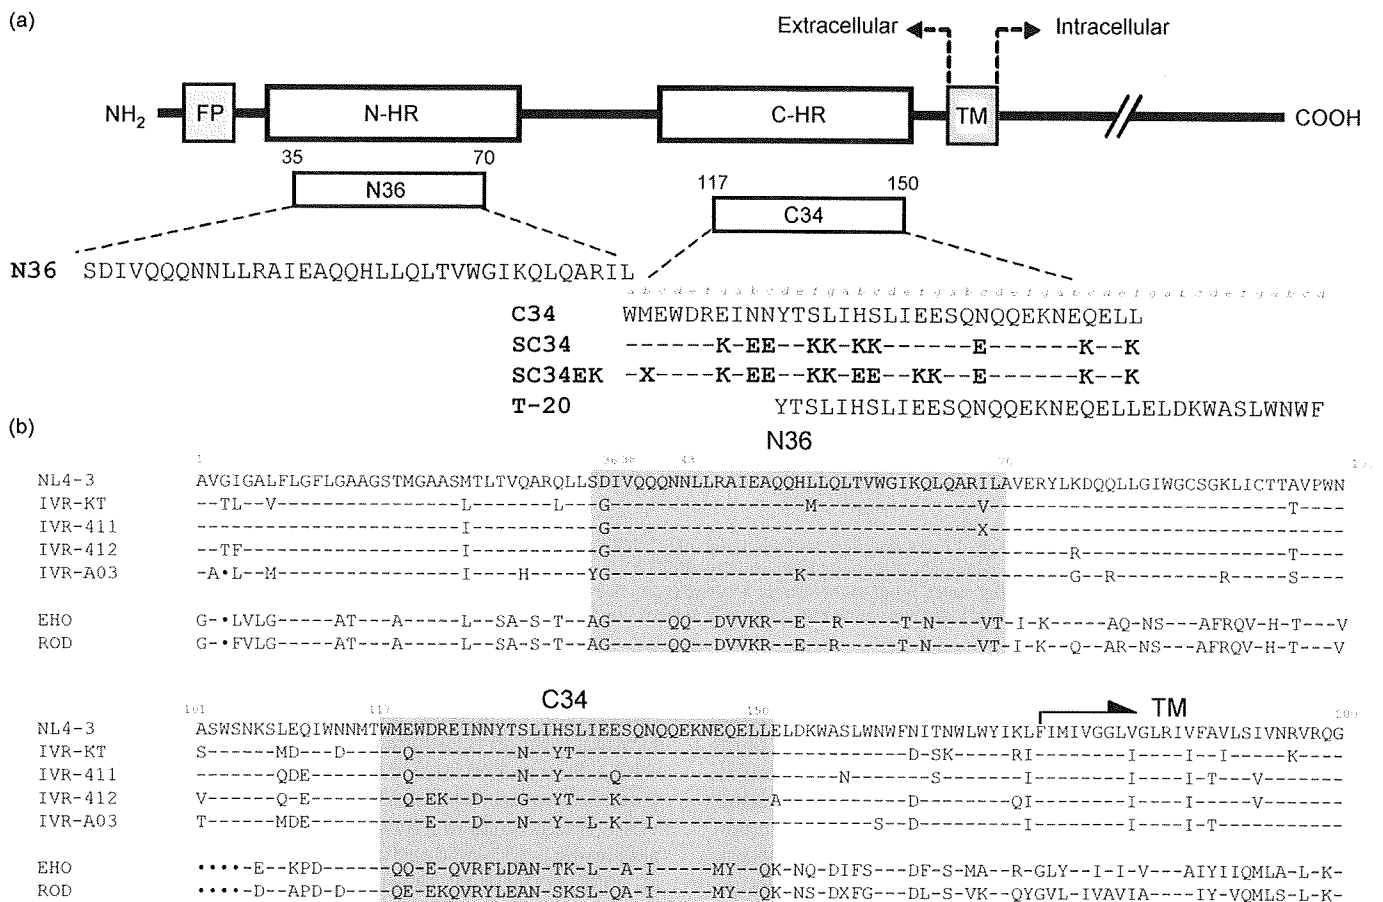 (a)
Extracellular Intracellular
NH2 FP N-HR C-HR TM COOH
35 70
N36
117 150
C34
N36 SDIVQQQNNLLRAIEAQQHLLQLTVWGIKQLQARIL
C34 WMEWDREINNYTSLIHSLIEESQNQQEKNEQELL
SC34 ------K-EE--KK-KK------E------K--K
SC34EK -X----K-EE--KK-EE--KK--E------K--K
T-20 YTSLIHSLIEESQNQQEKNEQELLELDKWASLWNWF
(b)
N36
1
NL4-3 AVGIGALFLGFLGAAGSTMGAASMTLTVQARQLLSDIVQQQNNLLRAIEAQQHLLQLTVWGIKQLQARILAVERYLKDQQLLGIWGCSGKLICTTAVPWN
IVR-KT --TL--V----------------L-------L---G-----------------M--------------V--------------------------T----
IVR-411 -----------------------I-----------G--------------------------------X-------------------------------
IVR-412 --TF-------------------I-----------G----------------------------------------R------------------T----
IVR-A03 -A•L--M----------------I----H-----YG----------------K-----------------------G--R---------R-----S----
EHO G-•LVLG-----AT---A-----L--SA-S--T--AG-----QQ--DVVKR--E--R-----T-N----VT-I-K-----AQ-NS---AFRQV-H-T---V
ROD G-•FVLG-----AT---A-----L--SA-S--T--AG-----QQ--DVVKR--E--R-----T-N----VT-I-K--Q--AR-NS---AFRQV-H-T---V
C34
101 117 150
TM
NL4-3 ASWSNKSLEQIWNNMTWMEWDREINNYTSLIHSLIEESQNQQEKNEQELLELDKWASLWNWFNITNWLWYIKLFIMIVGGLVGLRIVFAVLSIVNRVRQG
IVR-KT S------MD--D-----Q---------N--YT-----------------------------D-SK----RI---------I----I--I-----K----
IVR-411 -------QDE-------Q---------N--Y----Q-------------------N-------S-------I--------I----I-T---V-------
IVR-412 V------Q-E-------Q-EK--D---G--YT---K-------------A-----------D--------QI--------I----I------V-------
IVR-A03 T------MDE----------E---D---N--Y--L-K--I-------------------S--D---------I--------I----I-T-----------
EHO ••••-E--KPD------QQ-E-QVRFLDAN-TK-L--A-I-----MY--QK-NQ-DIFS---DF-S-MA--R-GLY--I-I-V---AIYIIQMLA-L-K-
ROD ••••-D--APD-D----QE-EKQVRYLEAN-SKSL-QA-I-----MY--QK-NS-DXFG---DL-S-VK--QYGVL-IVAVIA----IY-VQMLS-L-K-